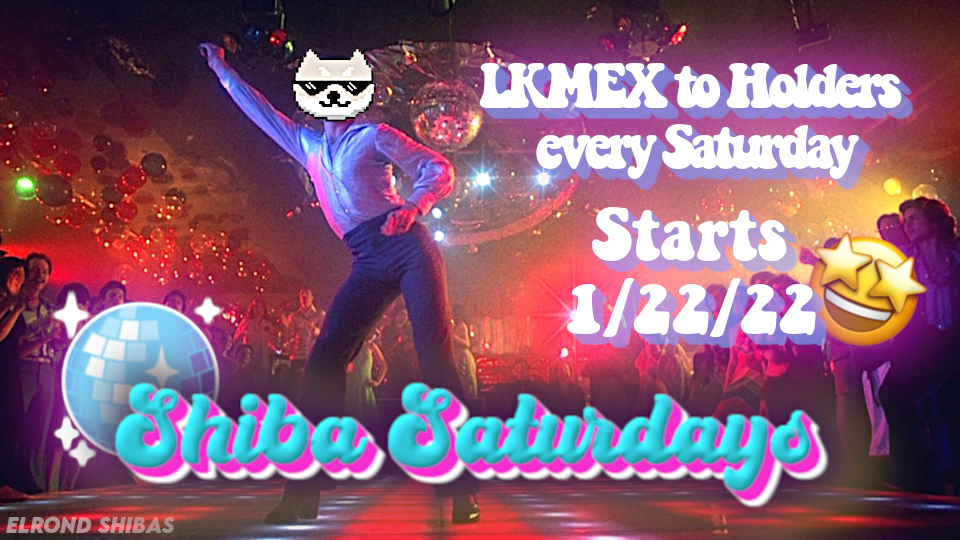 LKMEX to Holders
every Saturday
Starts
1/22/22
Shiba Saturdays
ELROND SHIBAS